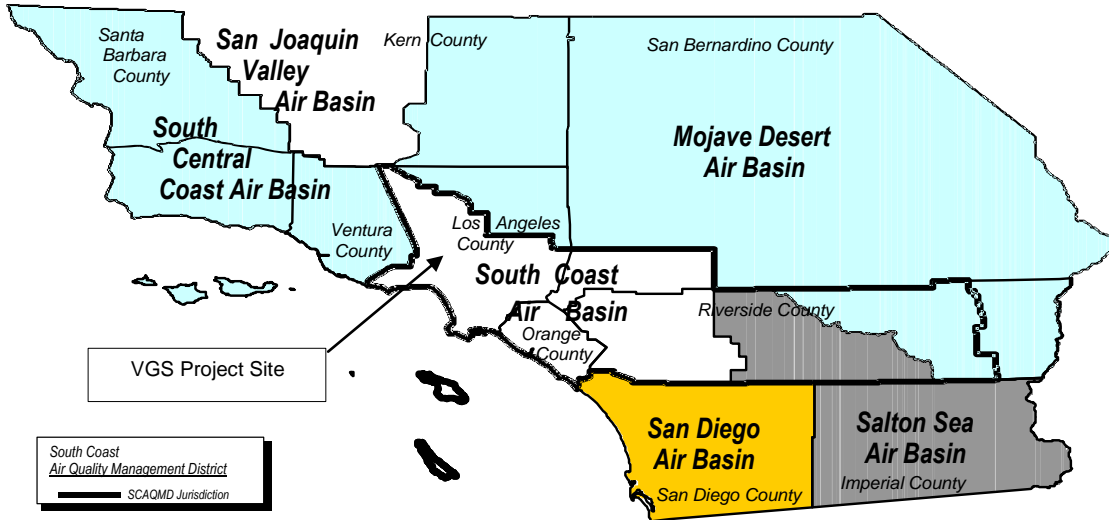 Santa
Barbara
County
San Joaquin
Valley
Air Basin
Kern County
San Bernardino County
South
Central
Coast Air Basin
Mojave Desert
Air Basin
Ventura
County
Los Angeles
County
South Coast
Air Basin
Riverside County
Orange
County
VGS Project Site
San Diego
Air Basin
San Diego County
Salton Sea
Air Basin
Imperial County
South Coast
Air Quality Management District
SCAQMD Jurisdiction